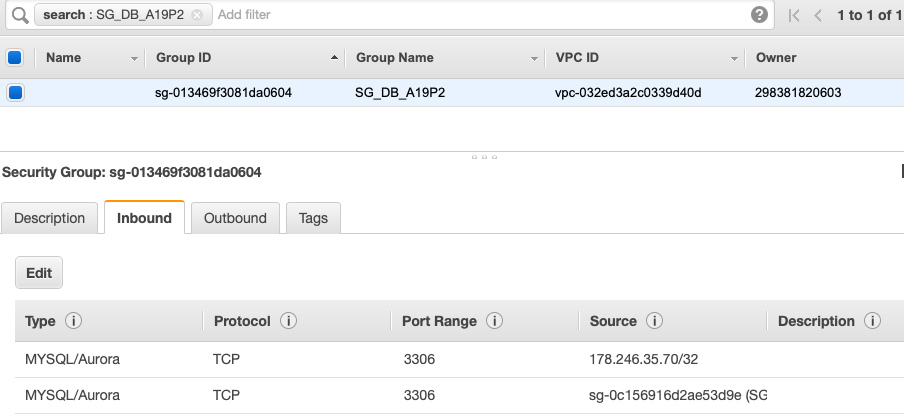 search : SG_DB_A19P2 Add filter ? 1 to 1 of 1
Name Group ID Group Name VPC ID Owner
sg-013469f3081da0604 SG_DB_A19P2 vpc-032ed3a2c0339d40d 298381820603
Security Group: sg-013469f3081da0604
Description Inbound Outbound Tags
Edit
Type i Protocol i Port Range i Source i Description i
MYSQL/Aurora TCP 3306 178.246.35.70/32
MYSQL/Aurora TCP 3306 sg-0c156916d2ae53d9e (SG